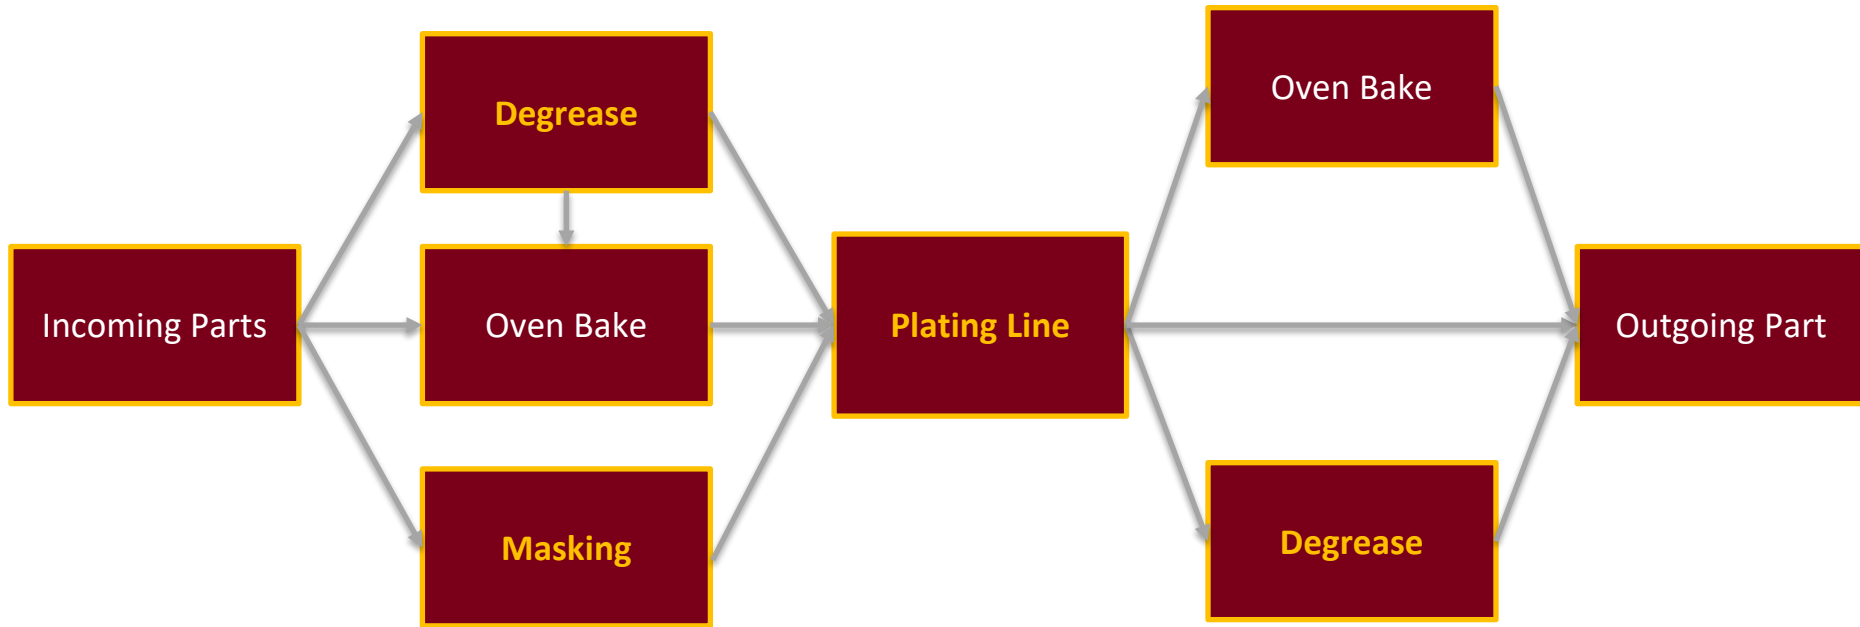 Incoming Parts
Degrease
Oven Bake
Masking
Plating Line
Oven Bake
Degrease
Outgoing Part